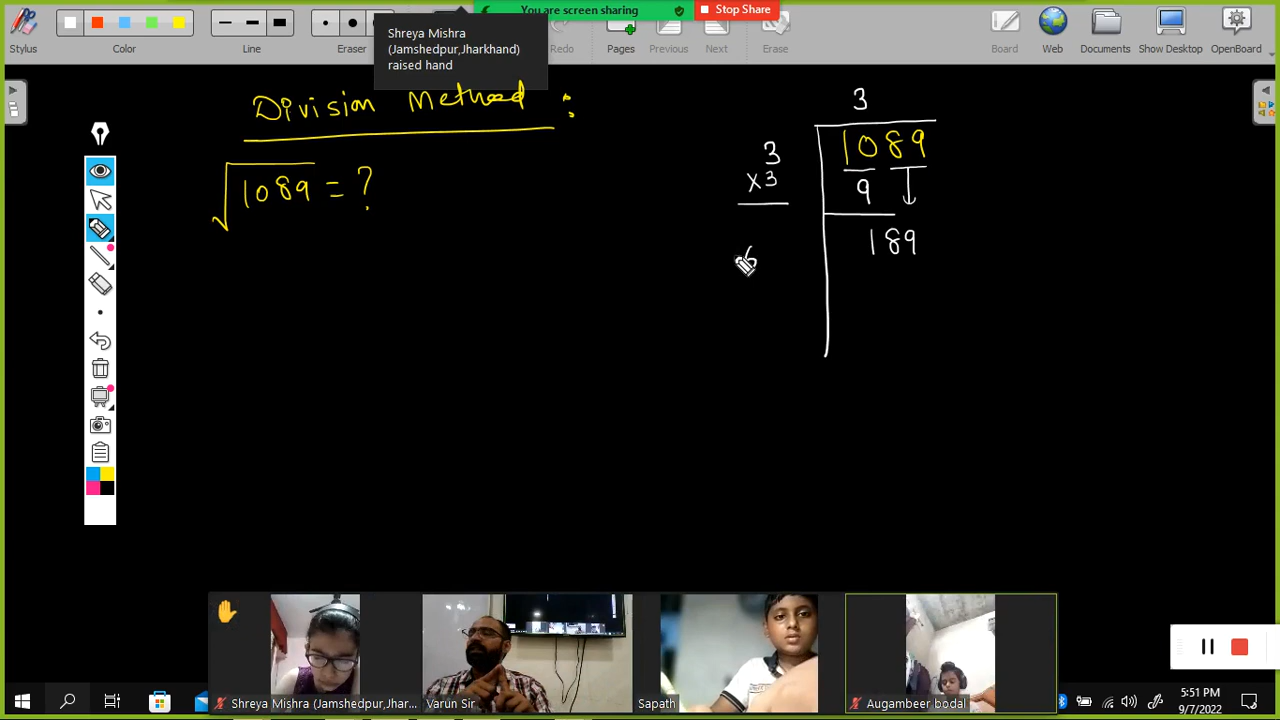 You are screen sharing
Stop Share
Stylus
Color
Line
Eraser
Redo
Pages
Previous
Next
Erase
Board
Web
Documents
Show Desktop
OpenBoard
Shreya Mishra
(Jamshedpur,Jharkhand)
raised hand
Division Method :
√1089 = ?
3
3
1089
×3
9
189
6
Shreya Mishra (Jamshedpur,Jhar...
Varun Sir
Sapath
Augambeer bodal
5:51 PM
9/7/2022